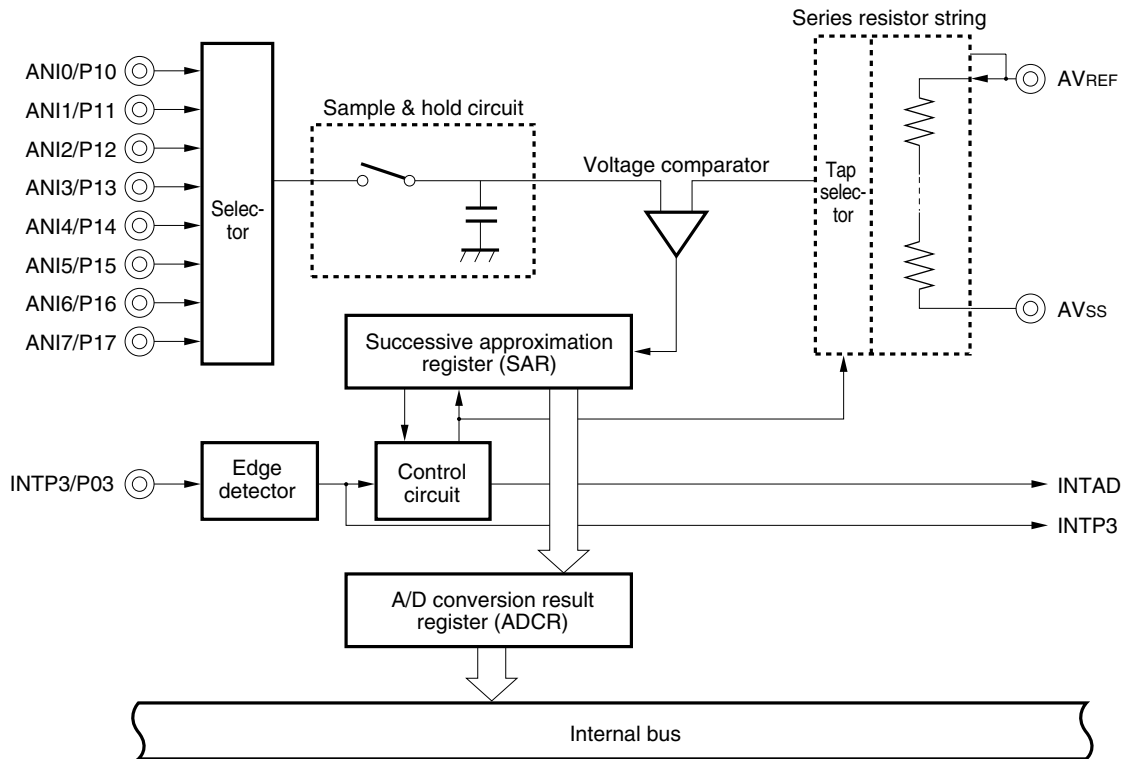 Series resistor string
ANI0/P10
ANI1/P11
ANI2/P12
ANI3/P13
ANI4/P14
ANI5/P15
ANI6/P16
ANI7/P17
Selec-
tor
Sample & hold circuit
Voltage comparator
Tap
selec-
tor
AVREF
AVSS
Successive approximation
register (SAR)
INTP3/P03
Edge
detector
Control
circuit
INTAD
INTP3
A/D conversion result
register (ADCR)
Internal bus